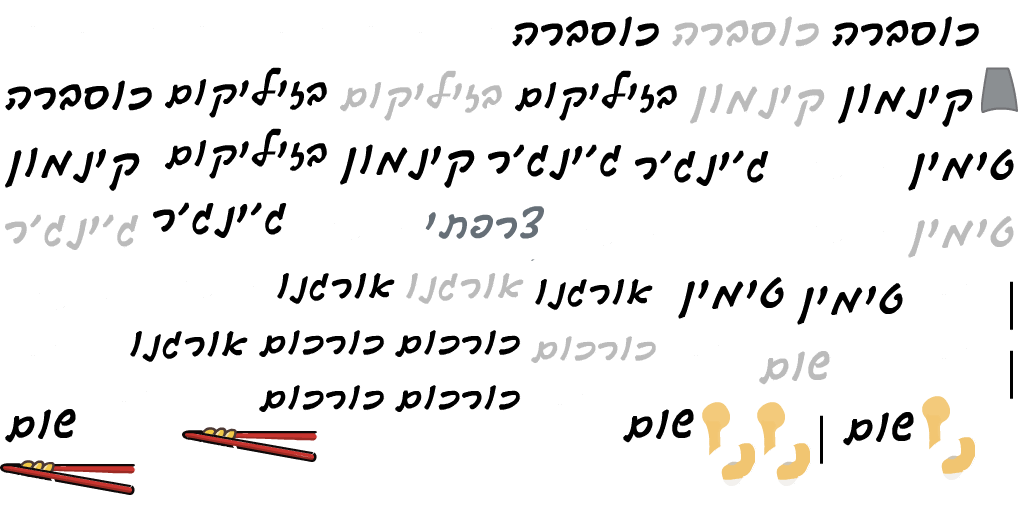 כוסברה כוסברה כוסברה
קינמון קינמון בזיליקום בזיליקום בזיליקום כוסברה
טימין ג'ינג'ר ג'ינג'ר קינמון בזיליקום קינמון
טימין צרפתי ג'ינג'ר ג'ינג'ר
טימין טימין אורגנו אורגנו אורגנו
שום כורכום כורכום כורכום אורגנו
שום שום כורכום כורכום שום